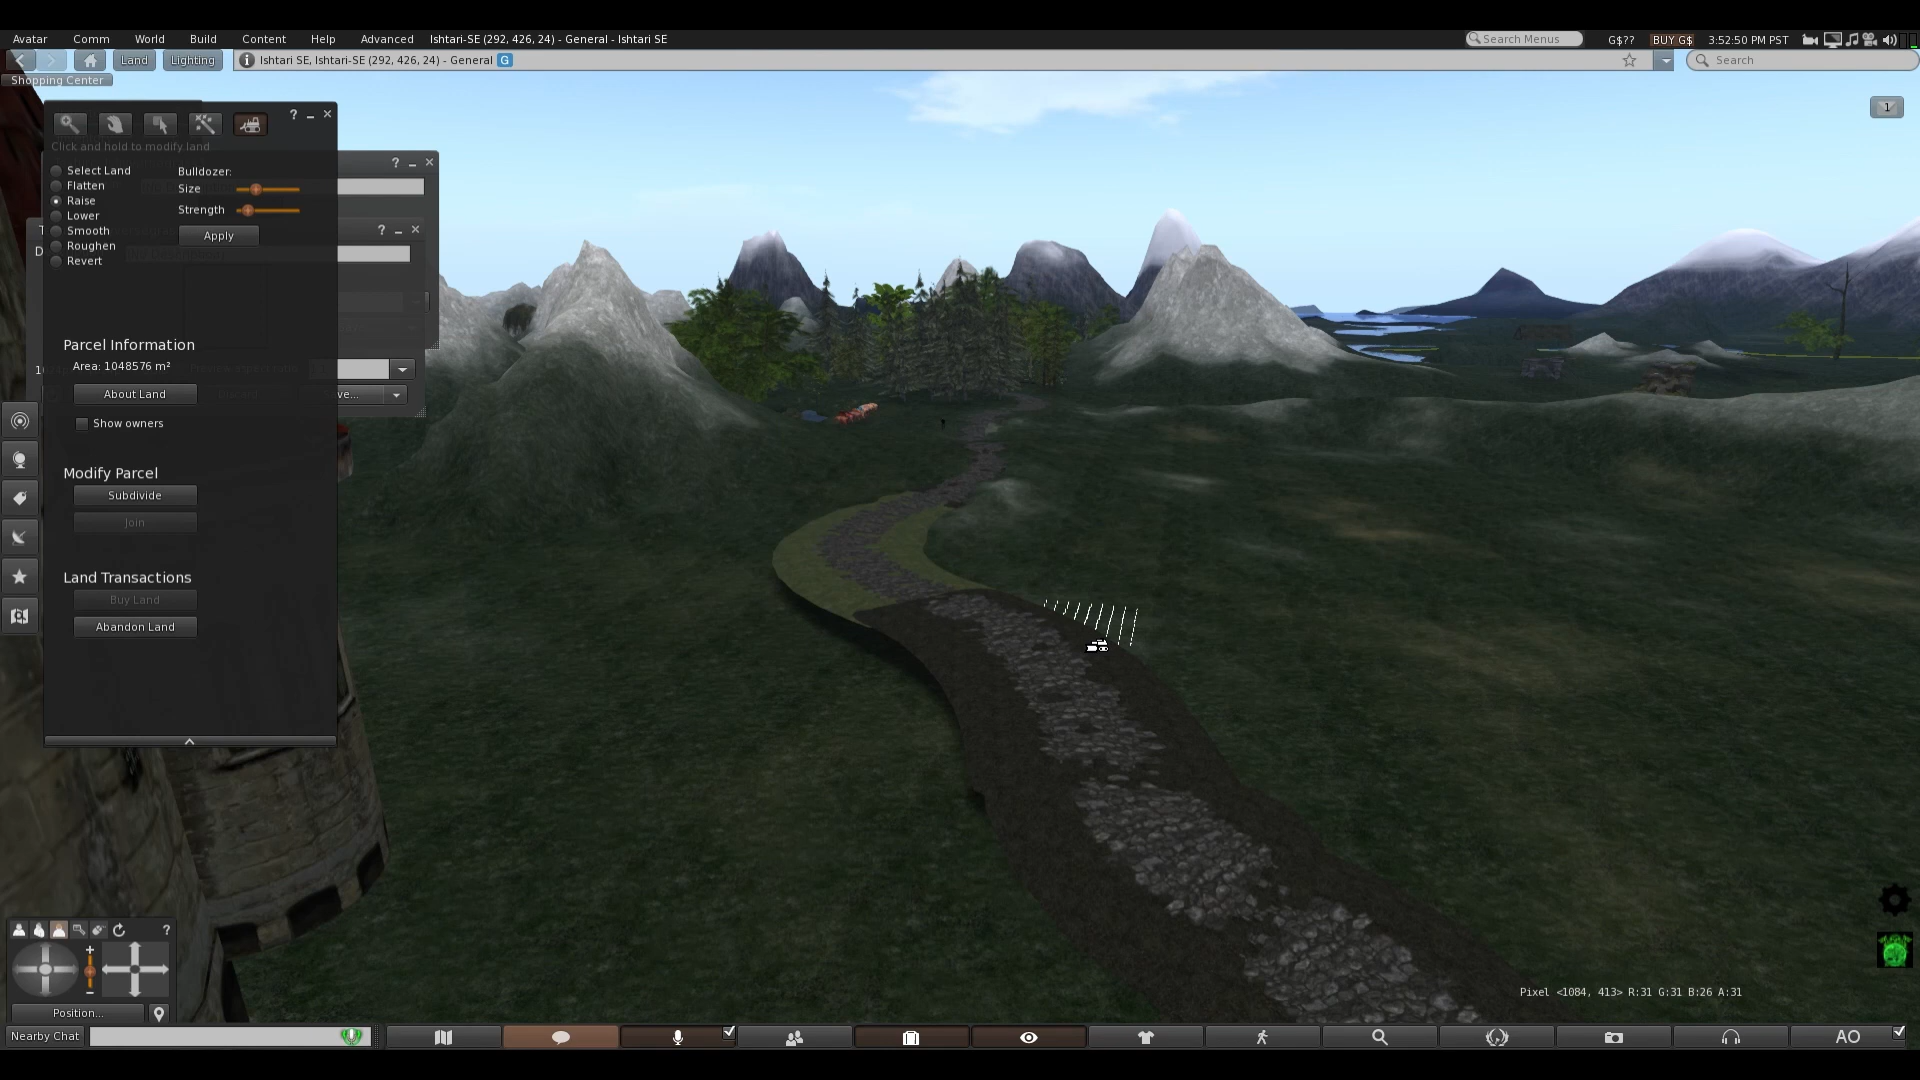 Avatar Comm World Build Content Help Advanced Ishtari-SE (292, 426, 24) - General - Ishtari SE Search Menus G$?? BUY G$ 3:52:50 PM PST
Land Lighting Ishtari SE, Ishtari-SE (292, 426, 24) - General G Search
Shopping Center
1
?
Click and hold to modify land
?
Select Land
Flatten
Raise
Lower
Smooth
Roughen
Revert
Bulldozer:
Size
Strength
Apply
?
D
Parcel Information
Area: 1048576 m²
About Land
Show owners
Modify Parcel
Subdivide
Join
Land Transactions
Buy Land
Abandon Land
?
Position...
Pixel <1084, 413> R:31 G:31 B:26 A:31
Nearby Chat
AO